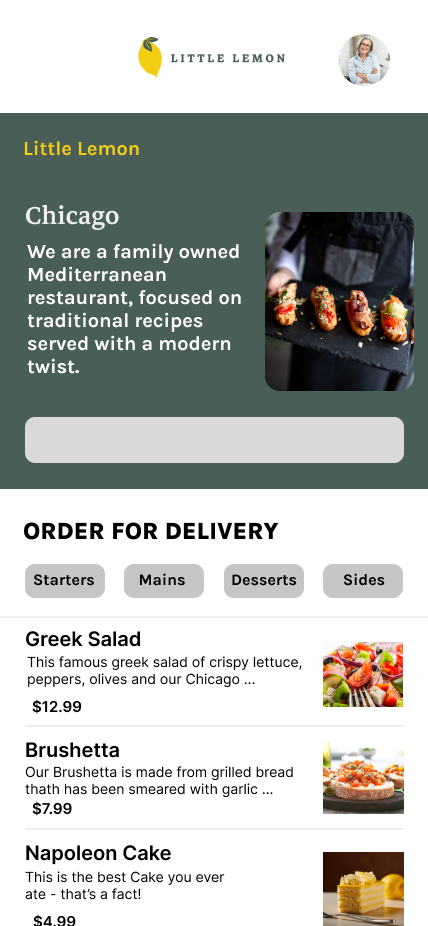 LITTLE LEMON
Little Lemon
Chicago
We are a family owned
Mediterranean
restaurant, focused on
traditional recipes
served with a modern
twist.
ORDER FOR DELIVERY
Starters Mains Desserts Sides
Greek Salad
This famous greek salad of crispy lettuce,
peppers, olives and our Chicago ...
$12.99
Brushetta
Our Brushetta is made from grilled bread
thath has been smeared with garlic ...
$7.99
Napoleon Cake
This is the best Cake you ever
ate - that’s a fact!
$4.99